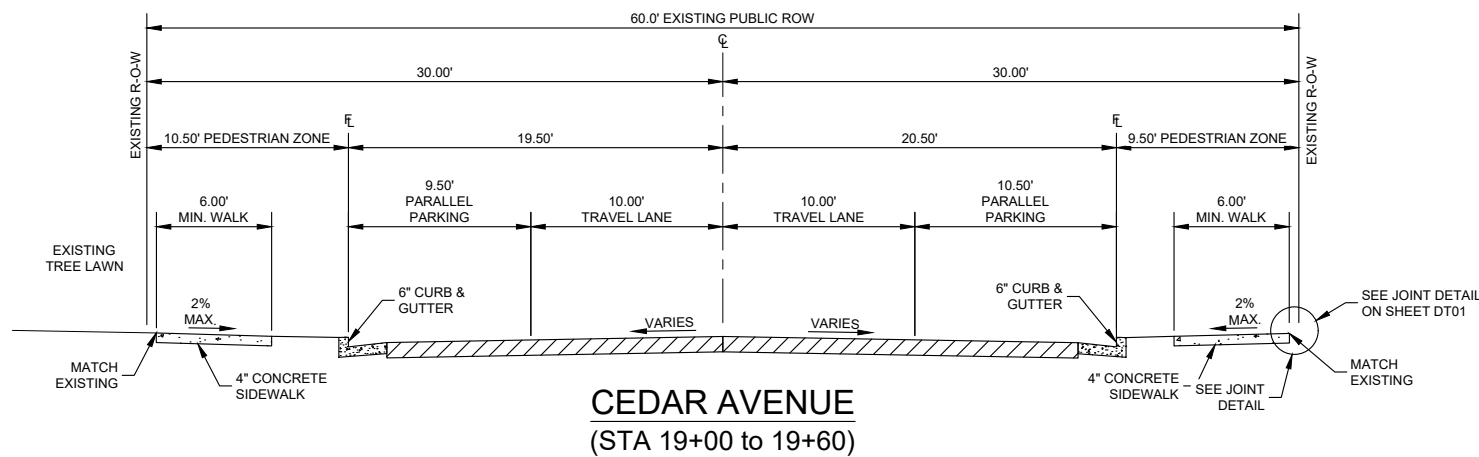 60.0' EXISTING PUBLIC ROW
℄
30.00'
30.00'
EXISTING R-O-W
EXISTING R-O-W
FL
FL
10.50' PEDESTRIAN ZONE
19.50'
20.50'
9.50' PEDESTRIAN ZONE
6.00'
MIN. WALK
9.50'
PARALLEL
PARKING
10.00'
TRAVEL LANE
10.00'
TRAVEL LANE
10.50'
PARALLEL
PARKING
6.00'
MIN. WALK
EXISTING
TREE LAWN
2%
MAX.
6" CURB &
GUTTER
VARIES
VARIES
6" CURB &
GUTTER
2%
MAX.
SEE JOINT DETAIL
ON SHEET DT01
MATCH
EXISTING
4" CONCRETE
SIDEWALK
4" CONCRETE
SIDEWALK
SEE JOINT
DETAIL
MATCH
EXISTING
CEDAR AVENUE
(STA 19+00 to 19+60)